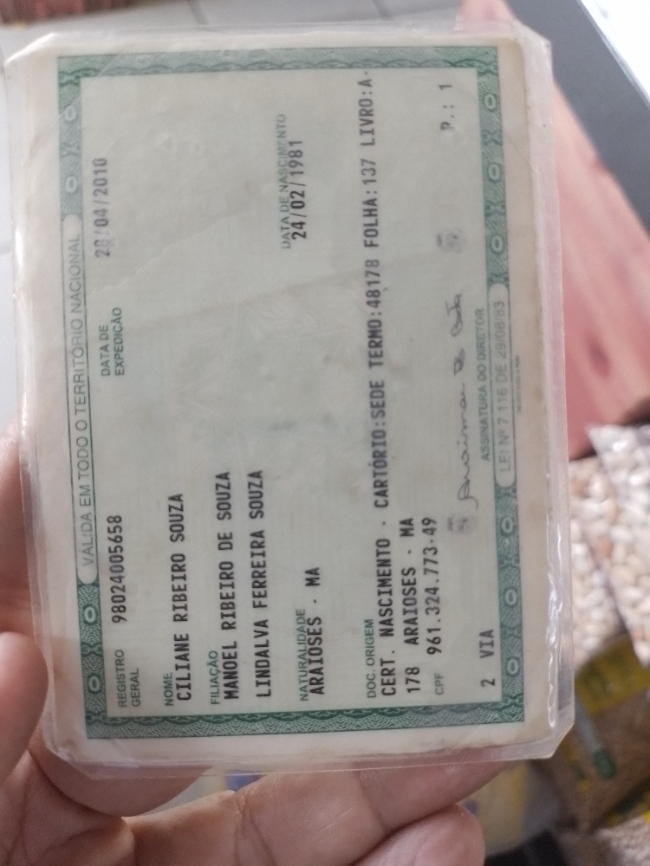 VÁLIDA EM TODO O TERRITÓRIO NACIONAL
REGISTRO GERAL 98024005658 DATA DE EXPEDIÇÃO 28/04/2010
NOME
CILIANE RIBEIRO SOUZA
FILIAÇÃO
MANOEL RIBEIRO DE SOUZA
LINDALVA FERREIRA SOUZA
NATURALIDADE DATA DE NASCIMENTO
ARAIOSES - MA 24/02/1981
DOC. ORIGEM
CERT. NASCIMENTO - CARTÓRIO:SEDE TERMO:48178 FOLHA:137 LIVRO:A-
178 ARAIOSES - MA
CPF 961.324.773-49
2 VIA P.: 1
ASSINATURA DO DIRETOR
LEI Nº 7.116 DE 29/08/83